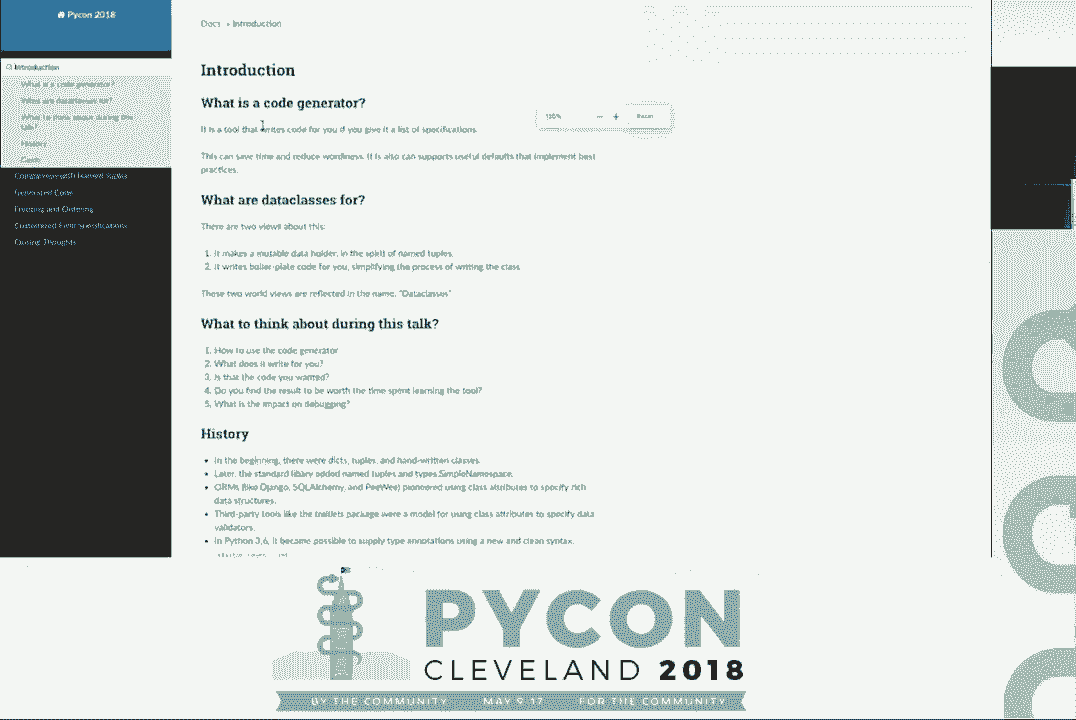 Pycon 2018
Introduction
What is a code generator?
What are dataclasses for?
What to think about during this
talk?
History
Comparison with Named Tuples
Generated Code
Freezing and Ordering
Customized Field Specifications
Closing Thoughts
Docs » Introduction
Introduction
What is a code generator?
It is a tool that writes code for you if you give it a list of specifications.
This can save time and reduce wordiness. It is also can supports useful defaults that implement best
practices.
What are dataclasses for?
There are two views about this:
1. It makes a mutable data holder, in the spirit of named tuples.
2. It writes boiler-plate code for you, simplifying the process of writing the class.
These two world views are reflected in the name, "Dataclasses"
What to think about during this talk?
1. How to use the code generator
2. What does it write for you?
3. Is that the code you wanted?
4. Do you find the result to be worth the time spent learning the tool?
5. What is the impact on debugging?
History
In the beginning, there were dicts, tuples, and hand-written classes.
Later, the standard libary added named tuples and types.SimpleNamespace.
ORMs (like Django, SQLAlchemy, and PeeWee) pioneered using class attributes to specify rich
data structures.
Third-party tools like the traitlets package were a model for using class attributes to specify data
validators.
In Python 3.6, it became possible to supply type annotations using a new and clean syntax.
PYCON
CLEVELAND 2018
BY THE COMMUNITY MAY 9-17 FOR THE COMMUNITY